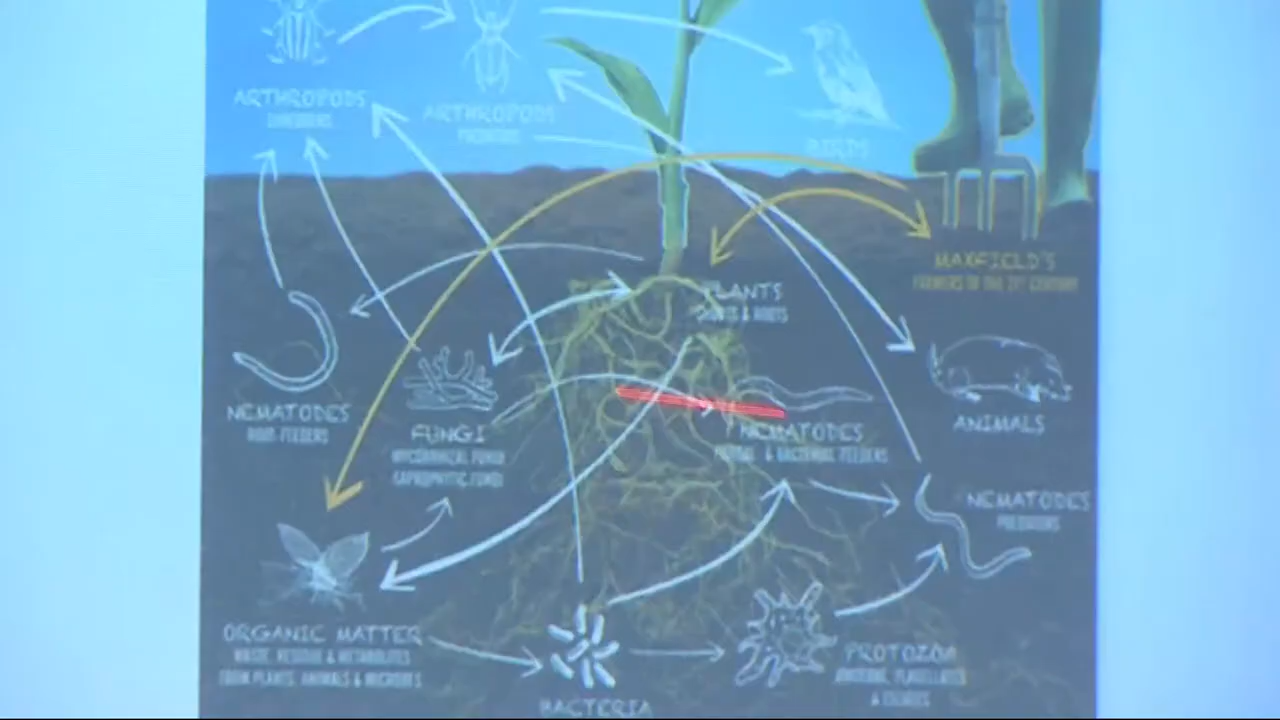 ARTHROPODS
SHREDDERS
ARTHROPODS
PREDATORS
BIRDS
MAXFIELD'S
FARMERS OF THE 21ST CENTURY
PLANTS
SHOOTS & ROOTS
NEMATODES
ROOT-FEEDERS
FUNGI
MYCORRHIZAL FUNGI
SAPROPHYTIC FUNGI
NEMATODES
FUNGAL & BACTERIAL FEEDERS
ANIMALS
NEMATODES
PREDATORS
ORGANIC MATTER
WASTE, RESIDUE & METABOLITES
FROM PLANTS, ANIMALS & MICROBES
BACTERIA
PROTOZOA
AMOEBAE, FLAGELLATES
& CILIATES